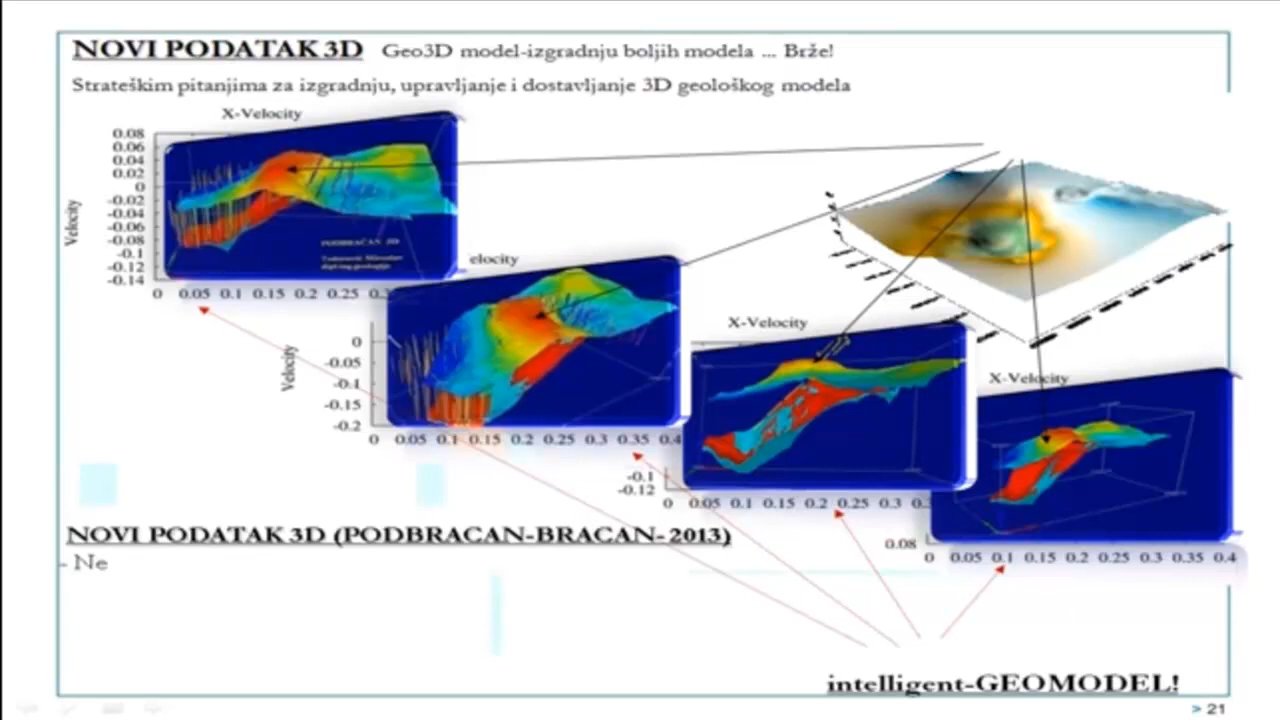 NOVI PODATAK 3D Geo3D model-izgradnju boljih modela ... Brže!
Strateškim pitanjima za izgradnju, upravljanje i dostavljanje 3D geološkog modela
X-Velocity
0.08
0.06
0.04
0.02
0
-0.02
-0.04
-0.06
-0.08
-0.1
-0.12
-0.14
Velocity
0 0.05 0.1 0.15 0.2 0.25 0.3
PODBRAČAN 3D
elocity
0
-0.05
-0.1
-0.15
-0.2
Velocity
0 0.05 0.1 0.15 0.2 0.25 0.3 0.35 0.4
X-Velocity
-0.1
-0.12
0 0.05 0.1 0.15 0.2 0.25 0.3 0.3
X-Velocity
0.08
0 0.05 0.1 0.15 0.2 0.25 0.3 0.35 0.4
NOVI PODATAK 3D (PODBRACAN-BRACAN- 2013)
- Ne
intelligent-GEOMODEL!
> 21